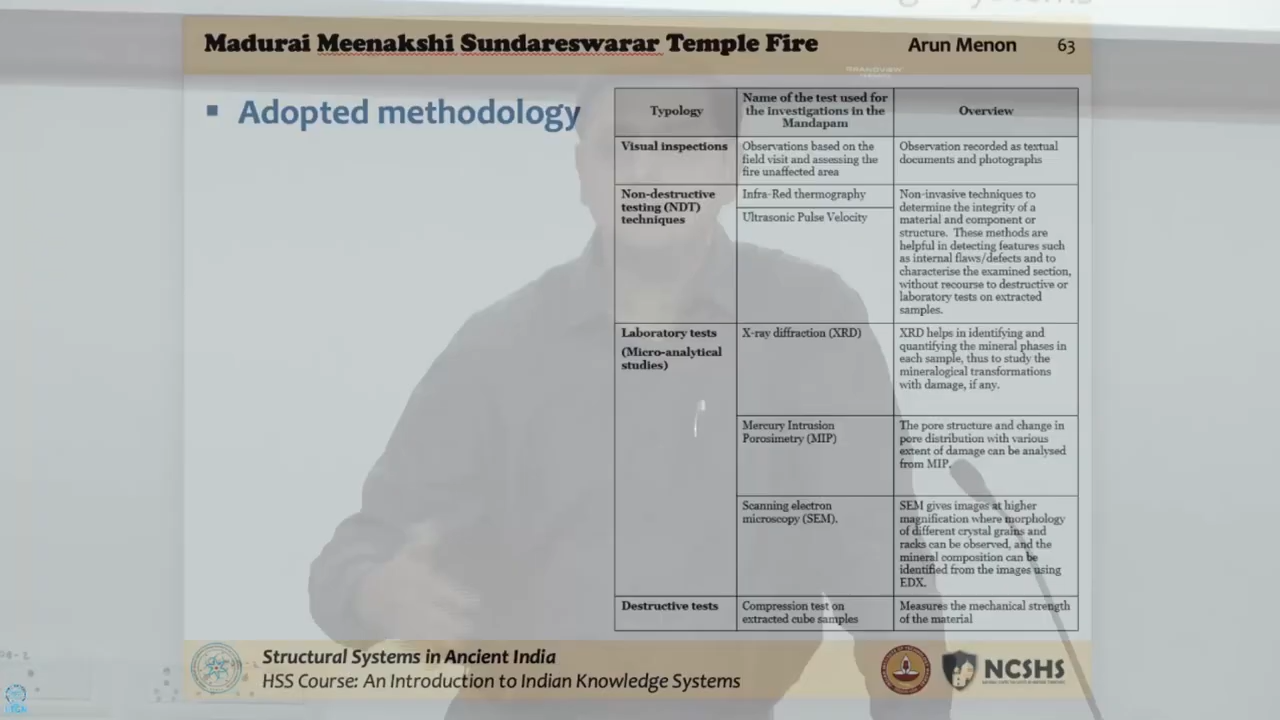 Madurai Meenakshi Sundareswarar Temple Fire
Arun Menon 63
▪ Adopted methodology
Typology
Name of the test used for
the investigations in the
Mandapam
Overview
Visual inspections
Observations based on the
field visit and assessing the
fire unaffected area
Observation recorded as textual
documents and photographs
Non-destructive
testing (NDT)
techniques
Infra-Red thermography
Ultrasonic Pulse Velocity
Non-invasive techniques to
determine the integrity of a
material and component or
structure. These methods are
helpful in detecting features such
as internal flaws/defects and to
characterise the examined section,
without recourse to destructive or
laboratory tests on extracted
samples.
Laboratory tests
(Micro-analytical
studies)
X-ray diffraction (XRD)
XRD helps in identifying and
quantifying the mineral phases in
each sample, thus to study the
mineralogical transformations
with damage, if any.
Mercury Intrusion
Porosimetry (MIP)
The pore structure and change in
pore distribution with various
extent of damage can be analysed
from MIP.
Scanning electron
microscopy (SEM).
SEM gives images at higher
magnification where morphology
of different crystal grains and
racks can be observed, and the
mineral composition can be
identified from the images using
EDX.
Destructive tests
Compression test on
extracted cube samples
Measures the mechanical strength
of the material
Structural Systems in Ancient India
HSS Course: An Introduction to Indian Knowledge Systems
NCSHS